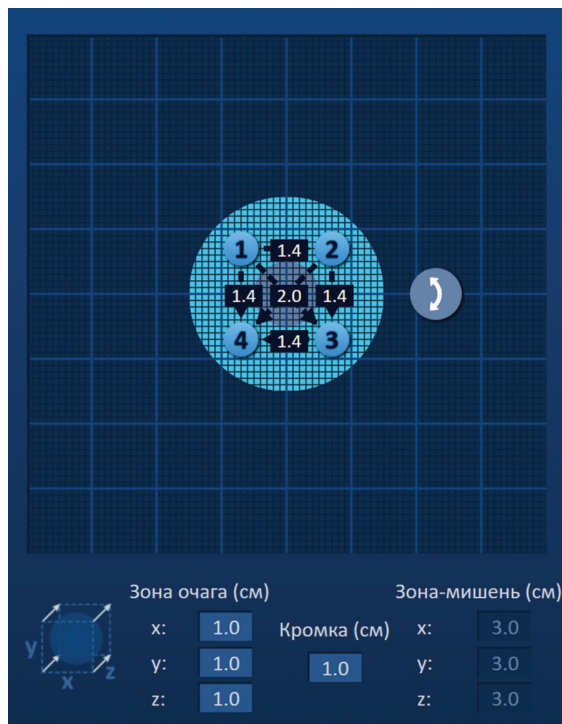 1 1.4 2
1.4 2.0 1.4
4 1.4 3
Зона очага (см) Зона-мишень (см)
x: 1.0 Кромка (см) x: 3.0
y: 1.0 1.0 y: 3.0
z: 1.0 z: 3.0
y
x
z